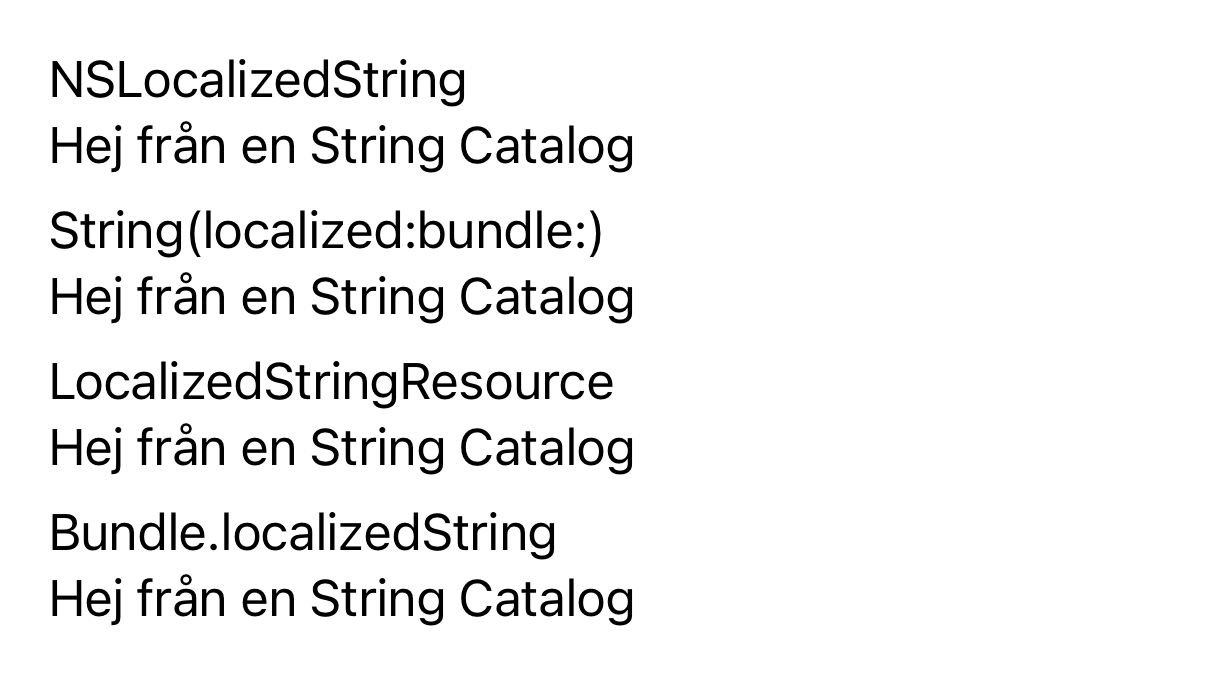 NSLocalizedString
Hej från en String Catalog
String(localized:bundle:)
Hej från en String Catalog
LocalizedStringResource
Hej från en String Catalog
Bundle.localizedString
Hej från en String Catalog